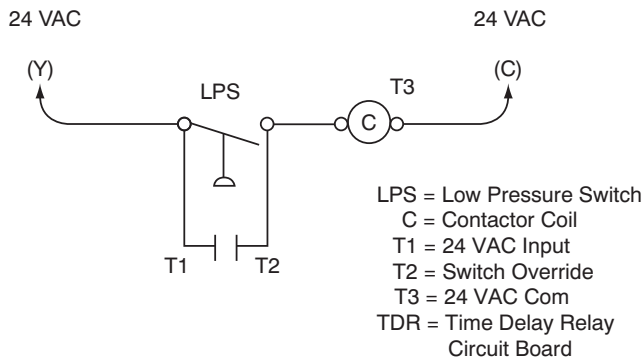 24 VAC 24 VAC
(Y) LPS T3 (C)
C
LPS = Low Pressure Switch
C = Contactor Coil
T1 T2 T1 = 24 VAC Input
T2 = Switch Override
T3 = 24 VAC Com
TDR = Time Delay Relay
Circuit Board